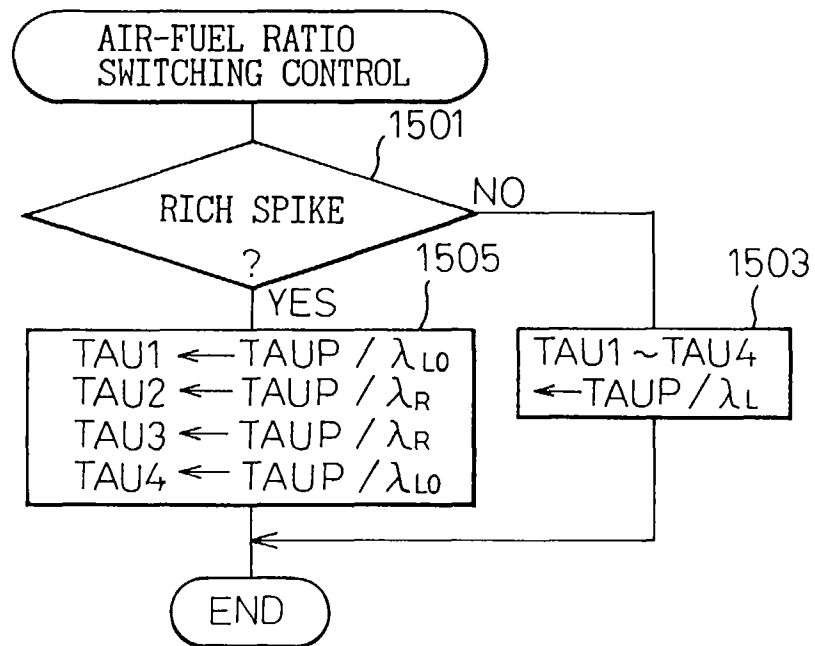 AIR-FUEL RATIO
SWITCHING CONTROL
1501
RICH SPIKE
?
NO
YES
1505
TAU1 ← TAUP / λLO
TAU2 ← TAUP / λR
TAU3 ← TAUP / λR
TAU4 ← TAUP / λLO
1503
TAU1~TAU4
←TAUP/λL
END